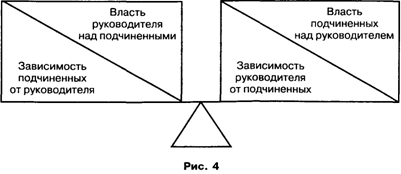 Власть
руководителя
над подчиненными
Зависимость
подчиненных
от руководителя
Власть
подчиненных
над руководителем
Зависимость
руководителя
от подчиненных
Рис. 4